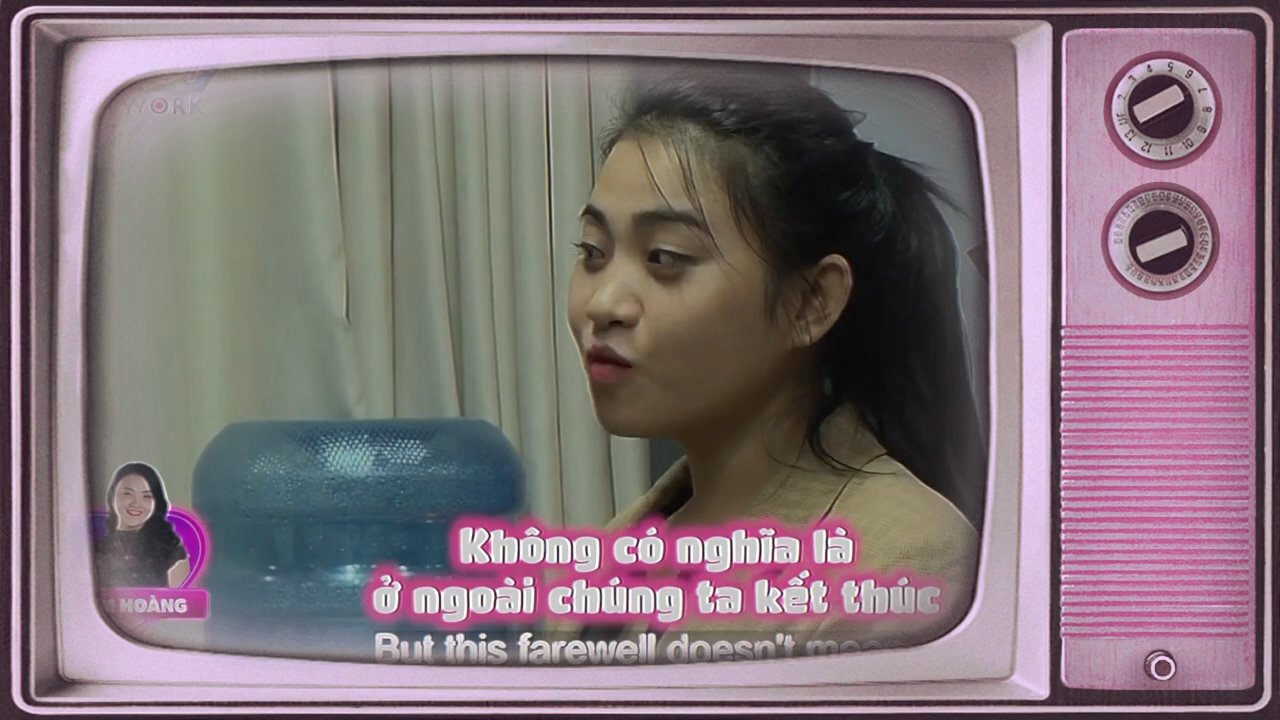 WORK
Không có nghĩa là
ở ngoài chúng ta kết thúc
HOÀNG
But this farewell doesn't